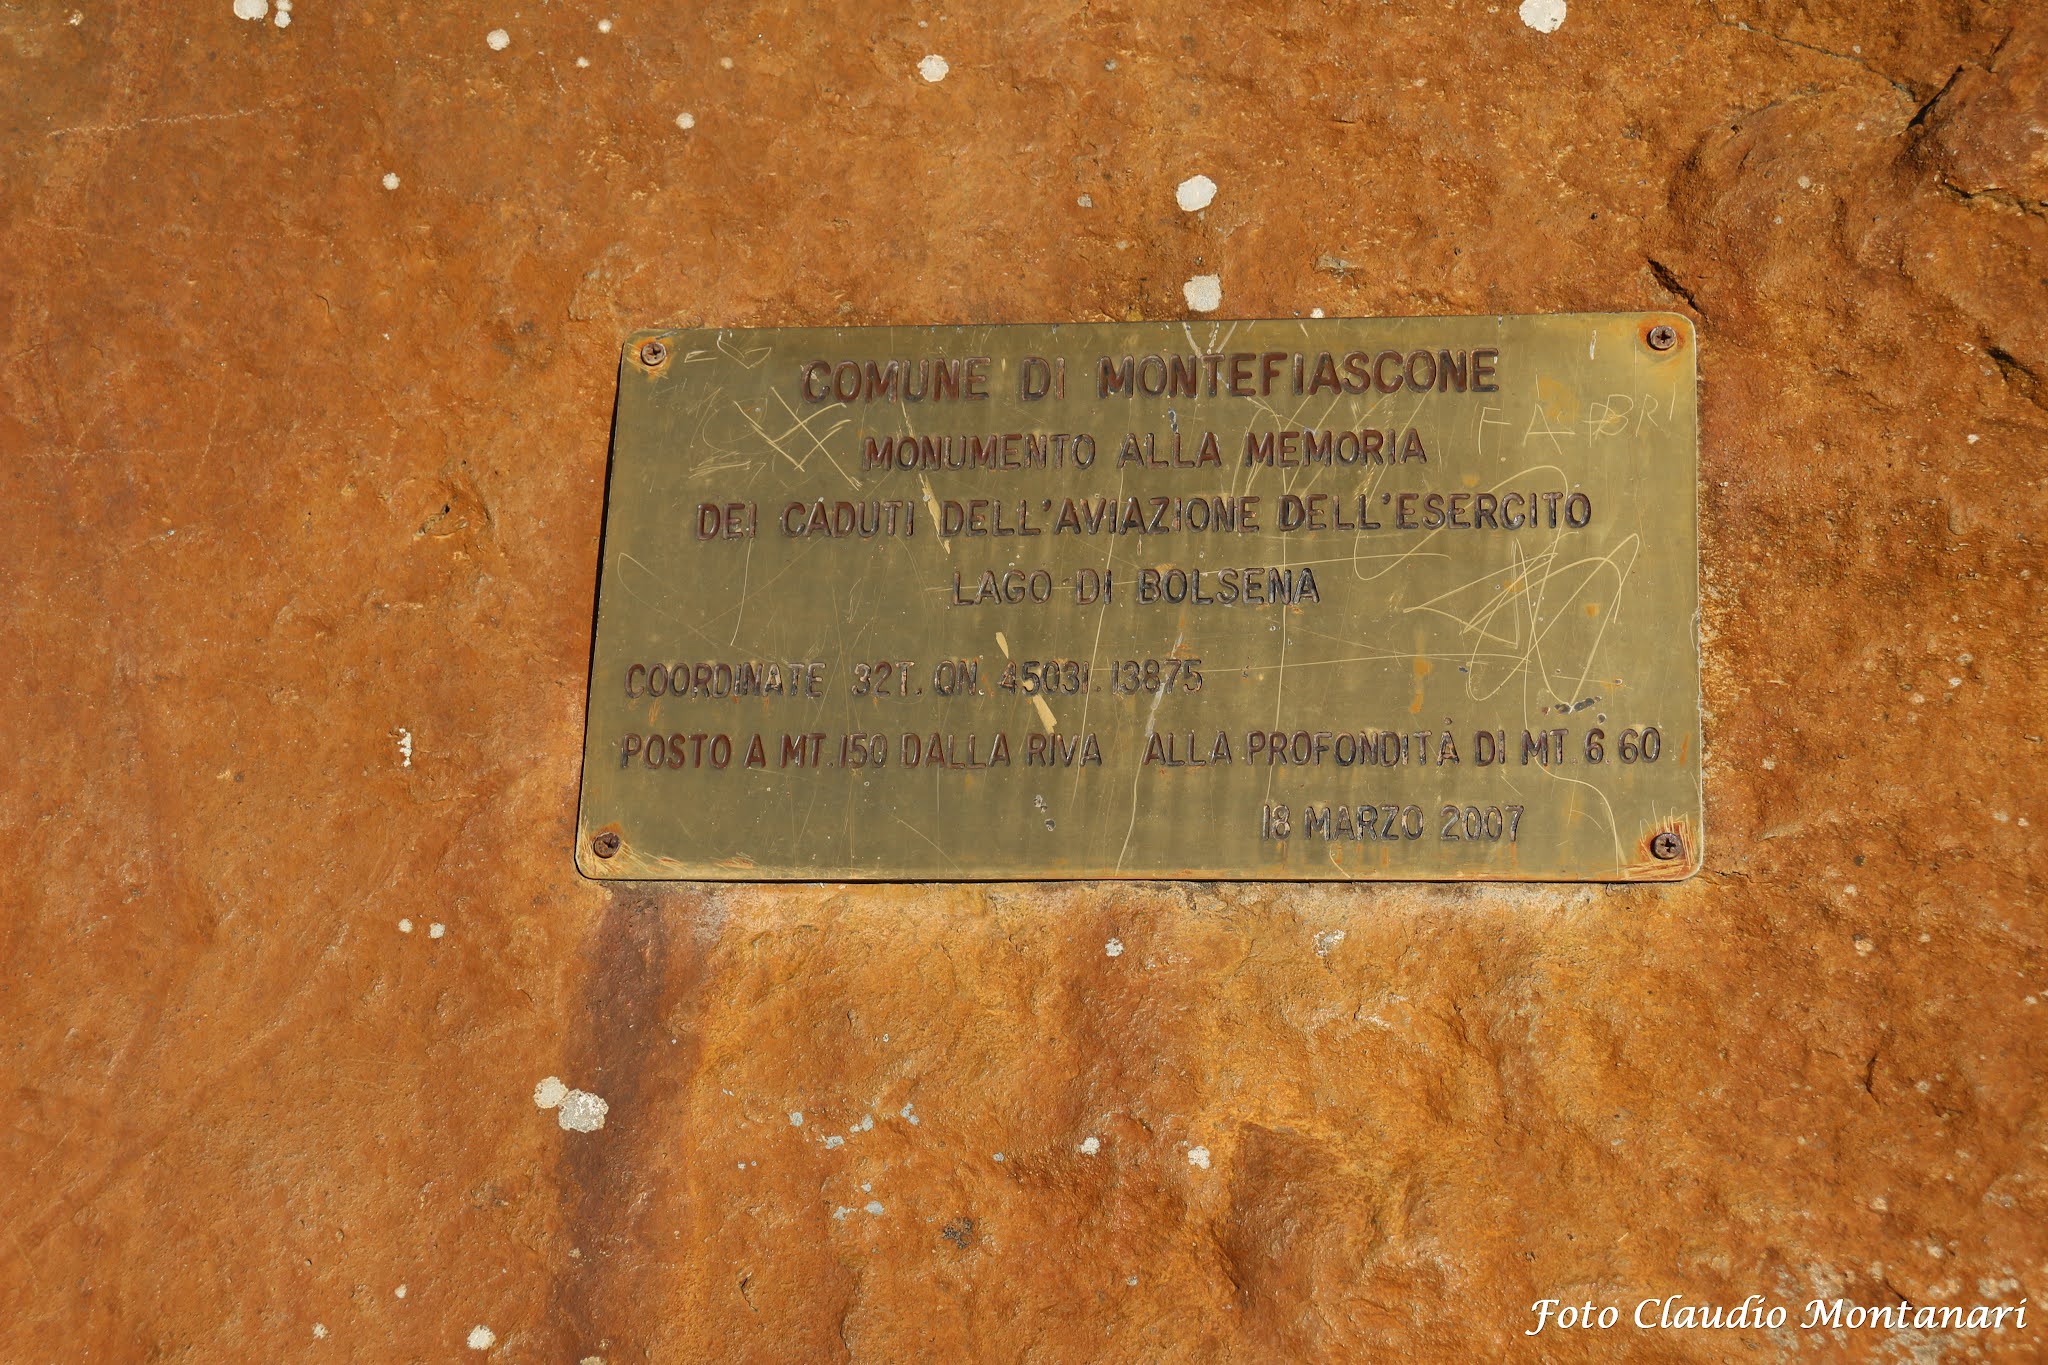 COMUNE DI MONTEFIASCONE
MONUMENTO ALLA MEMORIA
DEI CADUTI DELL'AVIAZIONE DELL'ESERCITO
LAGO DI BOLSENA
COORDINATE 32T. QN. 45031. 13875
POSTO A MT. 150 DALLA RIVA ALLA PROFONDITÀ DI MT 6 60
18 MARZO 2007
Foto Claudio Montanari